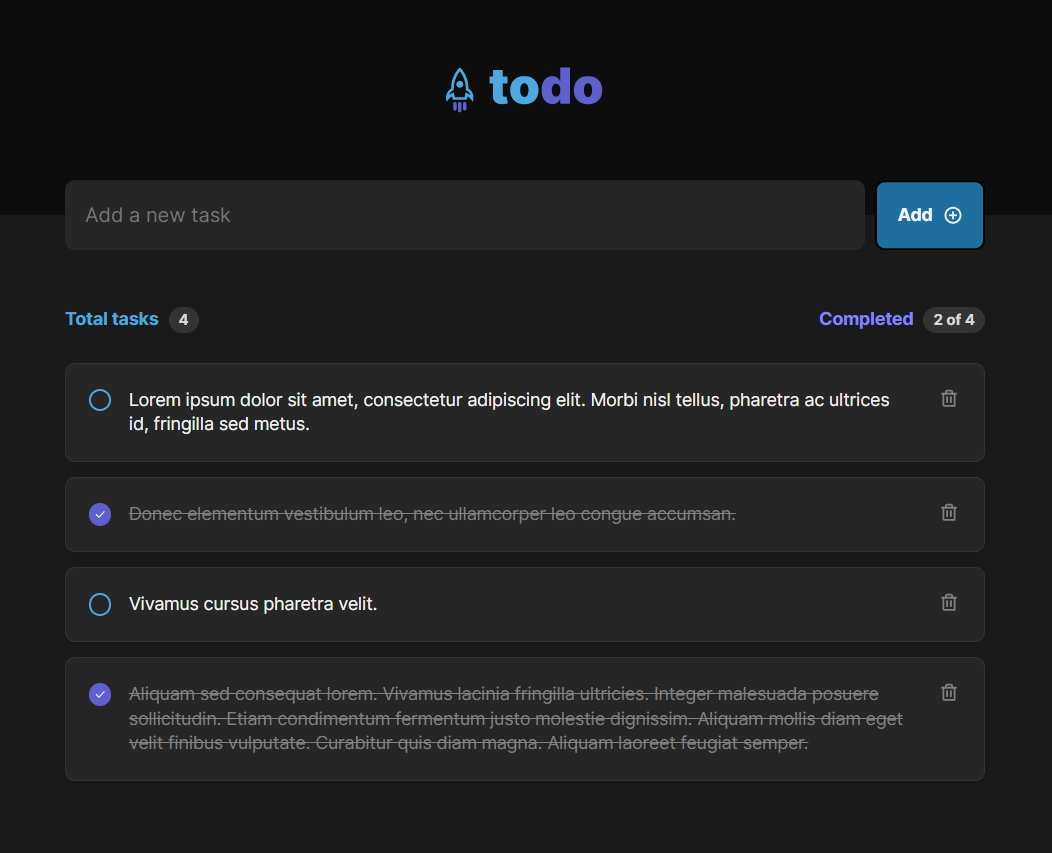 todo
Add a new task
Add
Total tasks 4
Completed 2 of 4
Lorem ipsum dolor sit amet, consectetur adipiscing elit. Morbi nisl tellus, pharetra ac ultrices
id, fringilla sed metus.
Donec elementum vestibulum leo, nec ullamcorper leo congue accumsan.
Vivamus cursus pharetra velit.
Aliquam sed consequat lorem. Vivamus lacinia fringilla ultricies. Integer malesuada posuere
sollicitudin. Etiam condimentum fermentum justo molestie dignissim. Aliquam mollis diam eget
velit finibus vulputate. Curabitur quis diam magna. Aliquam laoreet feugiat semper.